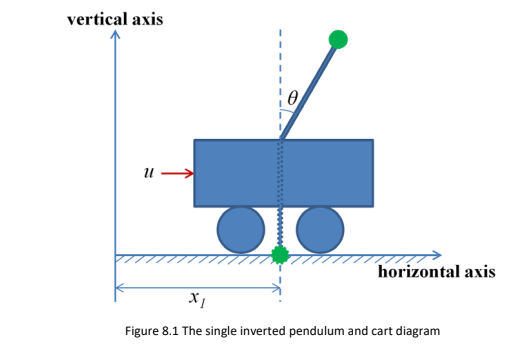 vertical axis
θ
u
horizontal axis
x1
Figure 8.1 The single inverted pendulum and cart diagram